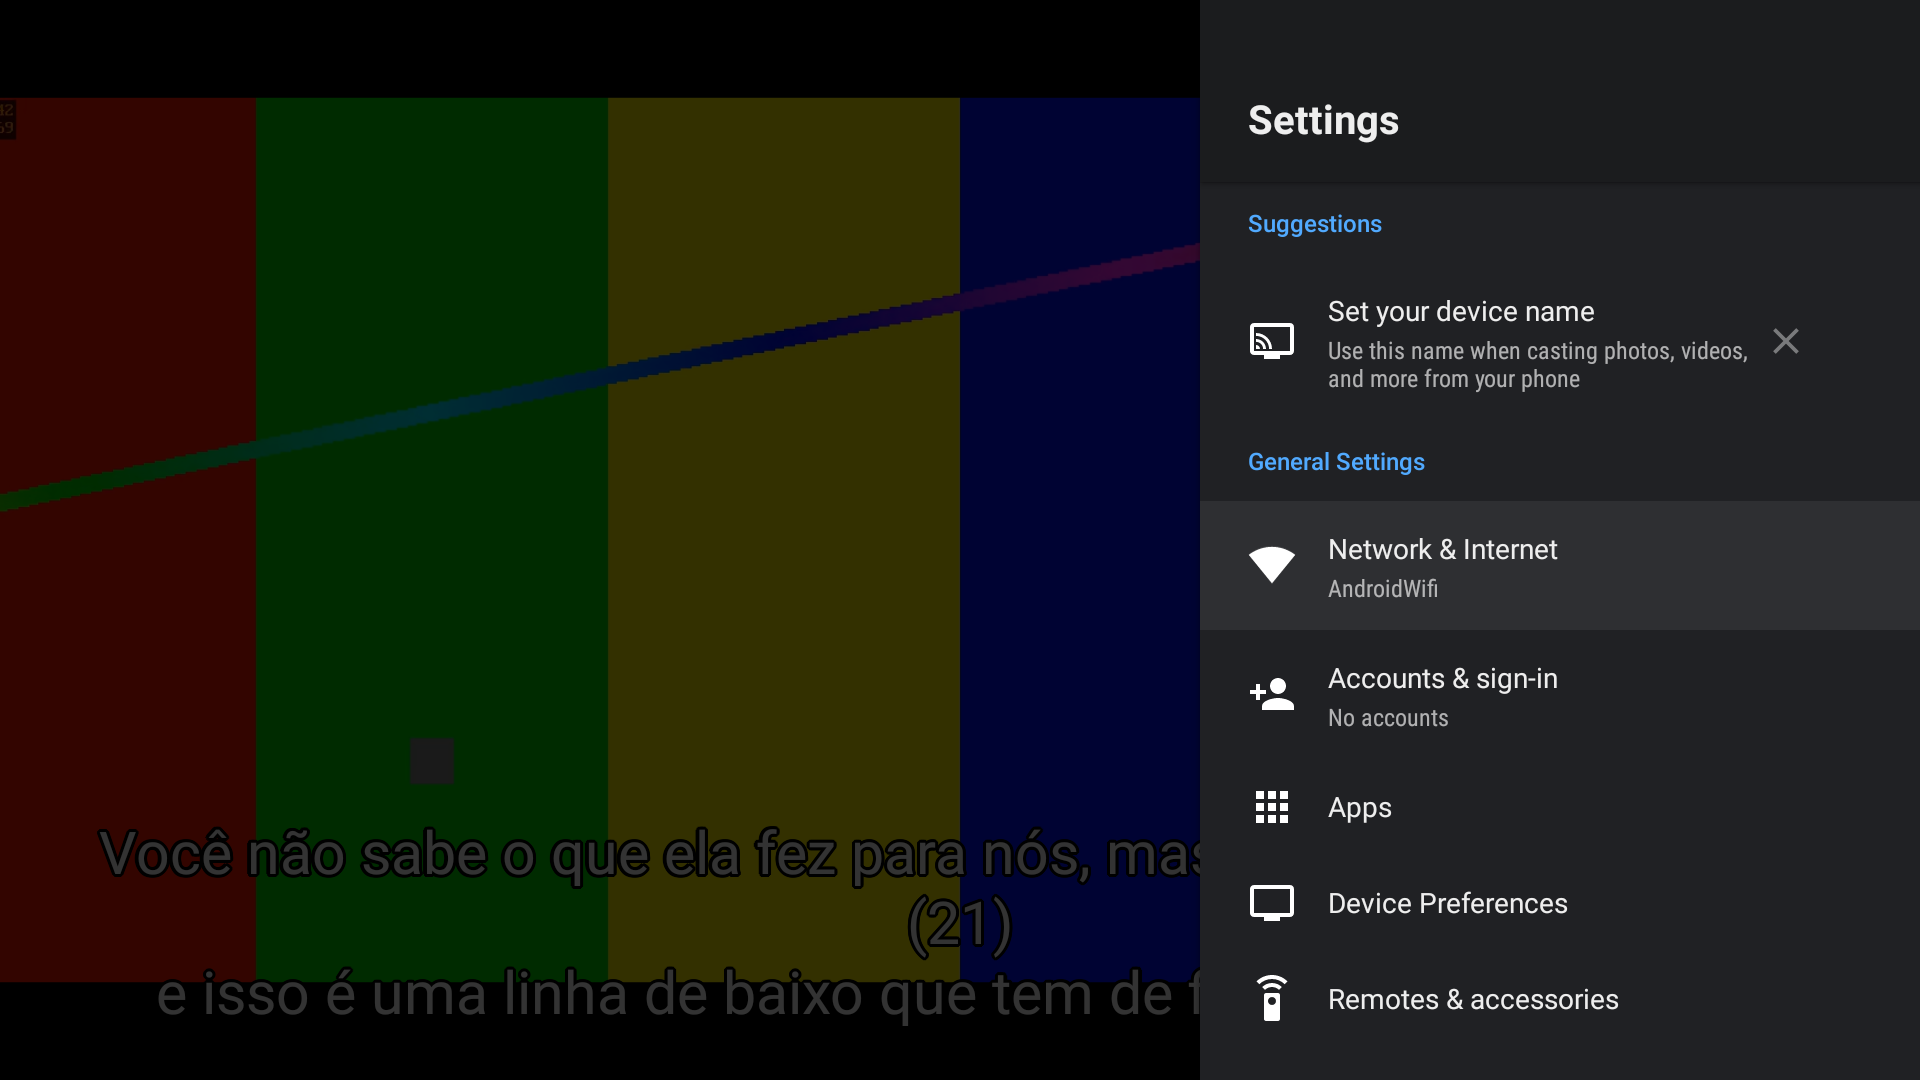 Settings
Suggestions
Set your device name
Use this name when casting photos, videos,
and more from your phone
General Settings
Network & Internet
AndroidWifi
Accounts & sign-in
No accounts
Apps
Device Preferences
Remotes & accessories
Você não sabe o que ela fez para nós,
(21)
e isso é uma linha de baixo que tem de